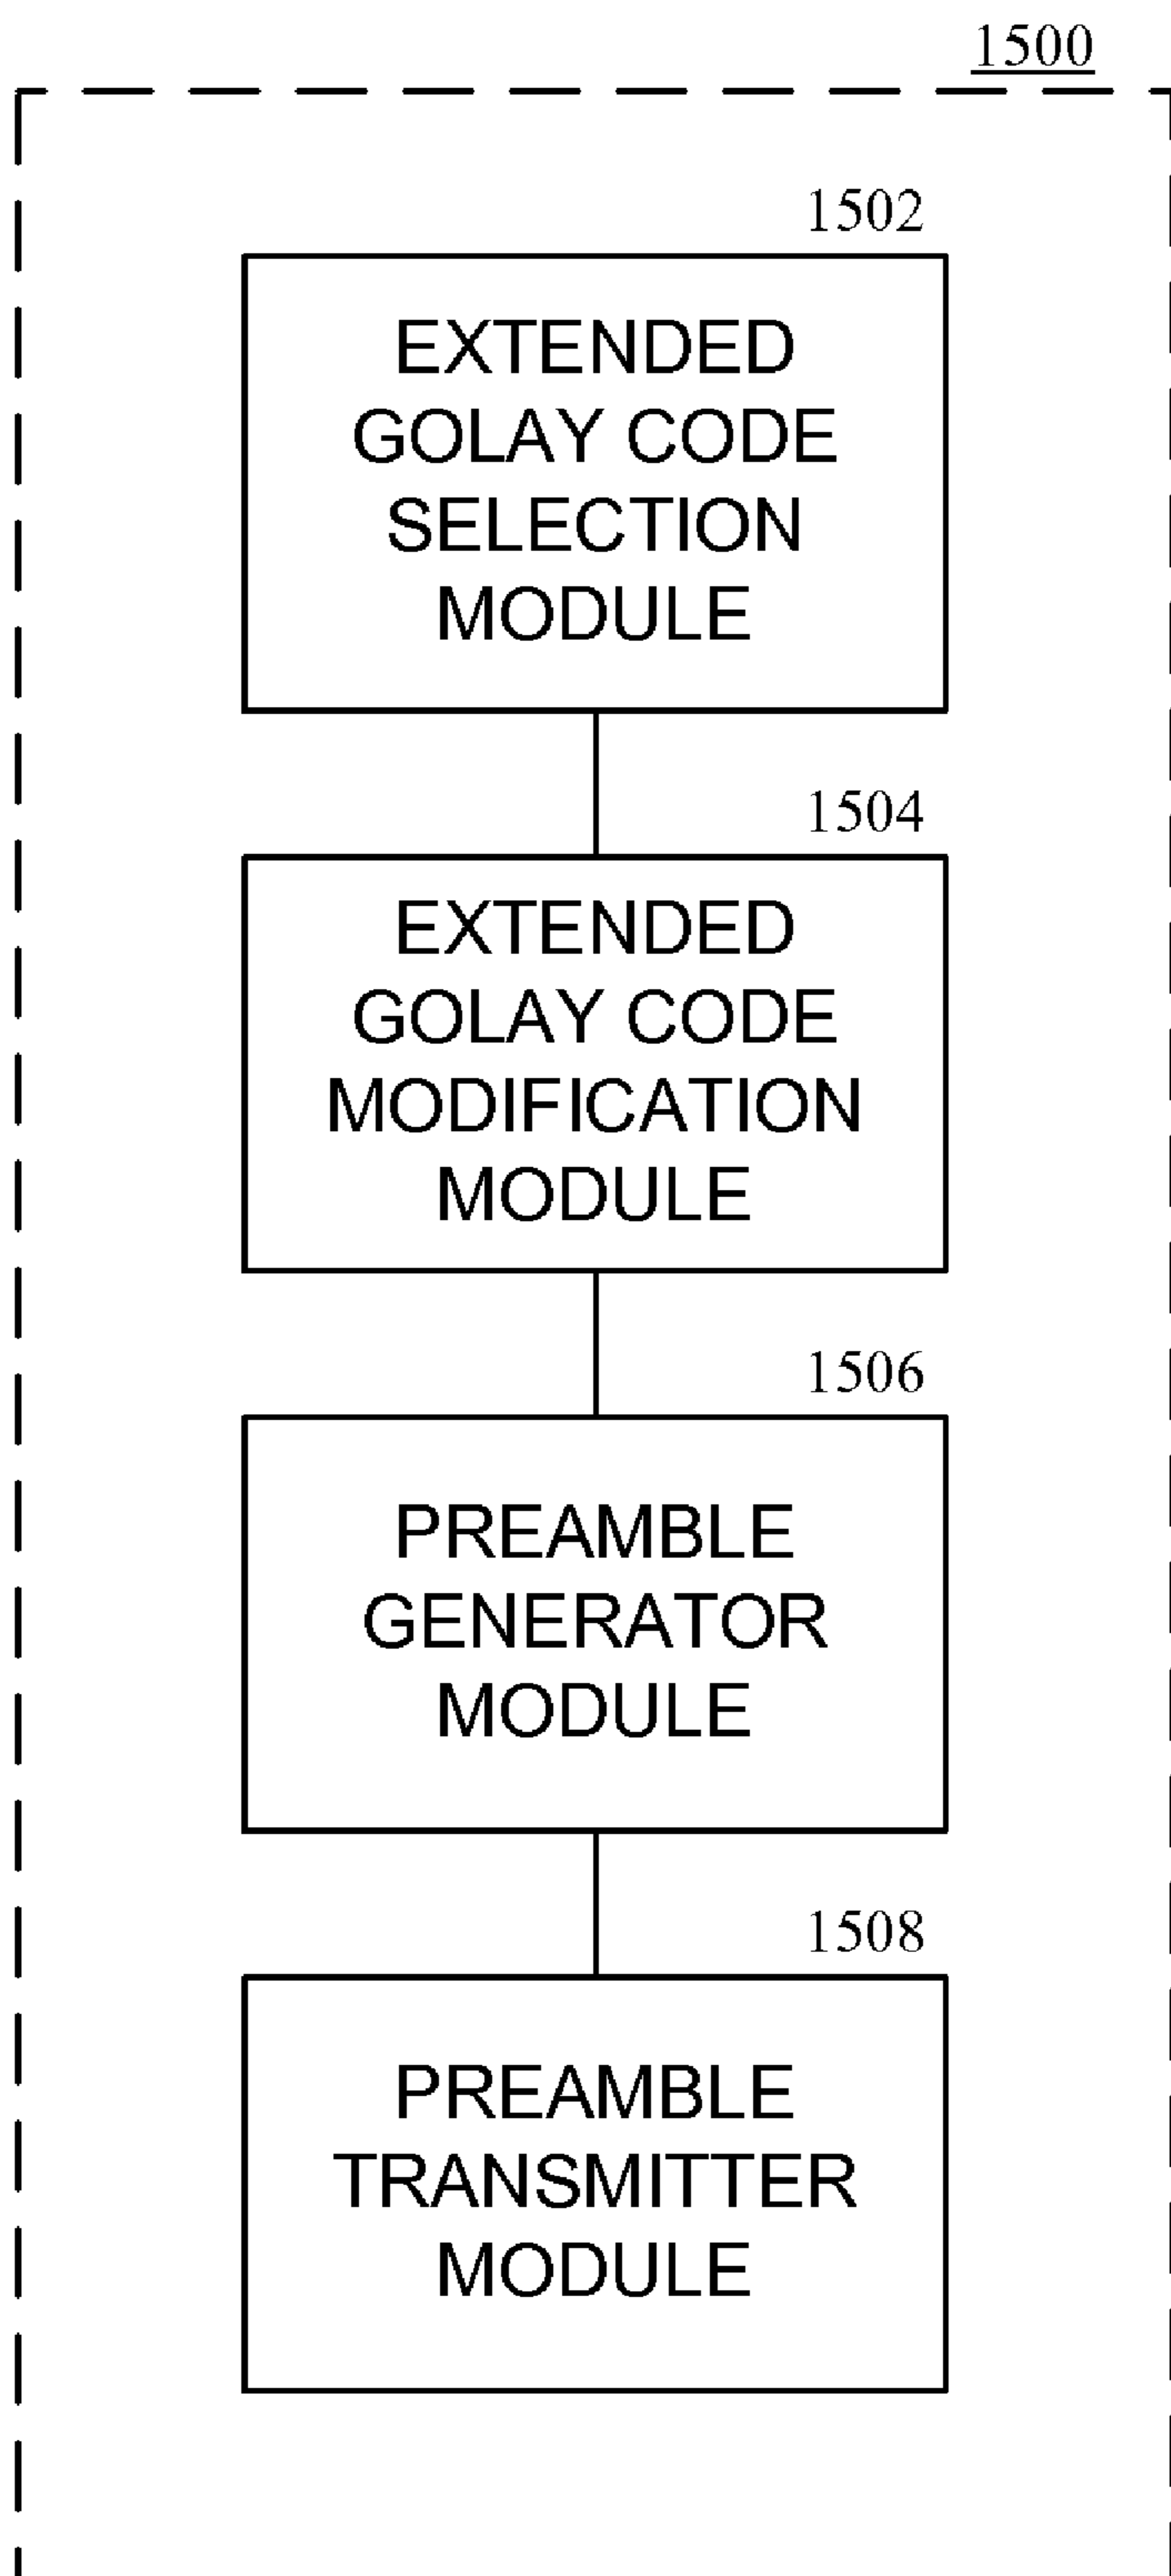 1500
1502
EXTENDED
GOLAY CODE
SELECTION
MODULE
1504
EXTENDED
GOLAY CODE
MODIFICATION
MODULE
1506
PREAMBLE
GENERATOR
MODULE
1508
PREAMBLE
TRANSMITTER
MODULE